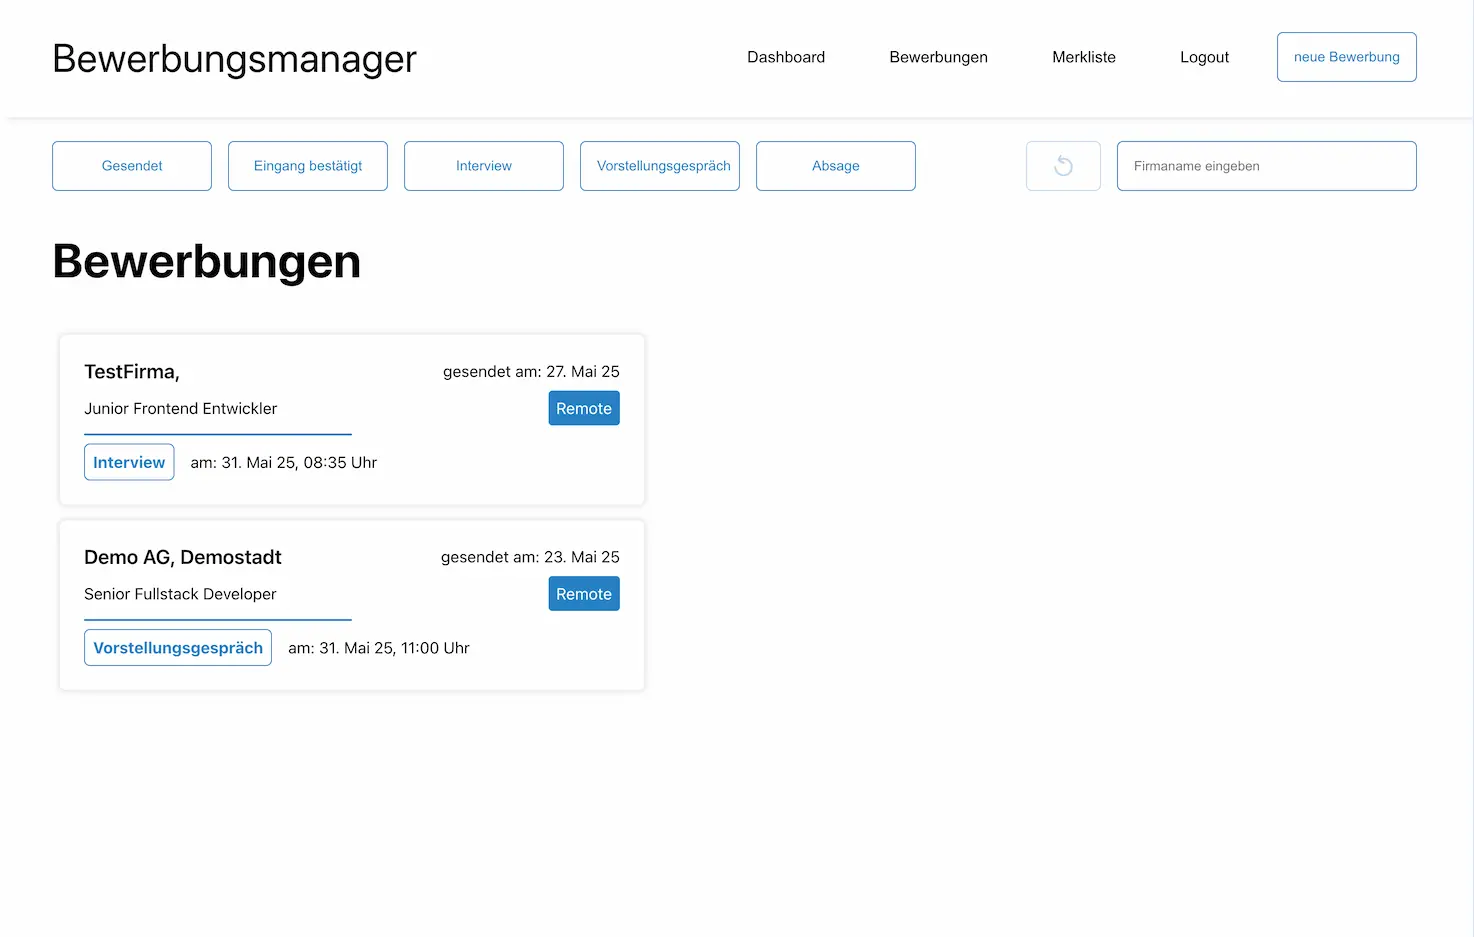 Bewerbungsmanager Dashboard Bewerbungen Merkliste Logout neue Bewerbung
Gesendet Eingang bestätigt Interview Vorstellungsgespräch Absage Firmaname eingeben
Bewerbungen
TestFirma, gesendet am: 27. Mai 25
Junior Frontend Entwickler Remote
Interview am: 31. Mai 25, 08:35 Uhr
Demo AG, Demostadt gesendet am: 23. Mai 25
Senior Fullstack Developer Remote
Vorstellungsgespräch am: 31. Mai 25, 11:00 Uhr